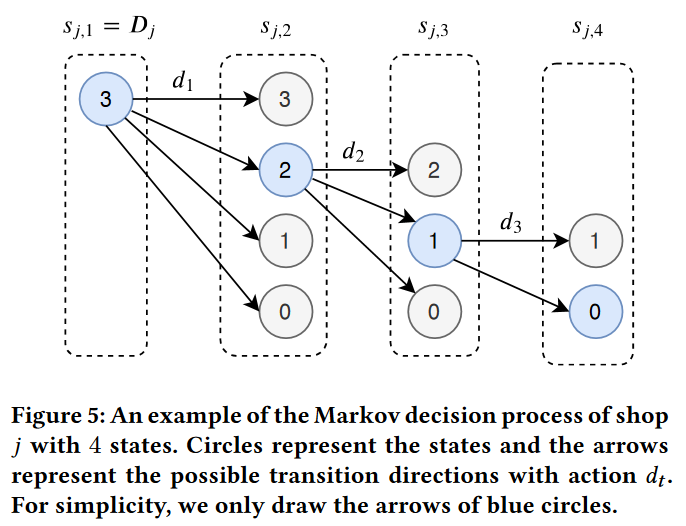 s_{j,1} = D_j s_{j,2} s_{j,3} s_{j,4}
3 d_1 3
2 d_2 2
1 1 d_3 1
0 0 0
Figure 5: An example of the Markov decision process of shop
j with 4 states. Circles represent the states and the arrows
represent the possible transition directions with action d_t.
For simplicity, we only draw the arrows of blue circles.